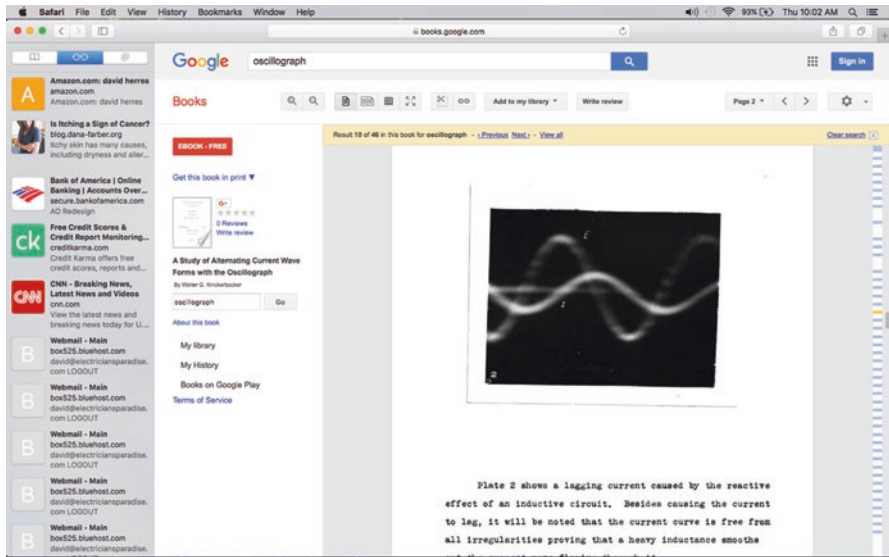 Safari File Edit View History Bookmarks Window Help
93% Thu 10:02 AM
books.google.com
Amazon.com: david herres
amazon.com
Amazon.com: david herres
Is Itching a Sign of Cancer?
blog.dana-farber.org
Itchy skin has many causes,
including dryness and aller...
Bank of America | Online
Banking | Accounts Over...
secure.bankofamerica.com
AO Redesign
ck
Free Credit Scores &
Credit Report Monitoring...
creditkarma.com
Credit Karma offers free
credit scores, reports and...
CNN
CNN - Breaking News,
Latest News and Videos
cnn.com
View the latest news and
breaking news today for U....
B
Webmail - Main
box525.bluehost.com
david@electriciansparadise.
com LOGOUT
B
Webmail - Main
box525.bluehost.com
david@electriciansparadise.
com LOGOUT
B
Webmail - Main
box525.bluehost.com
david@electriciansparadise.
com LOGOUT
B
Webmail - Main
box525.bluehost.com
david@electriciansparadise.
com LOGOUT
B
Webmail - Main
box525.bluehost.com
david@electriciansparadise.
Google oscillograph Sign in
Books Add to my library Write review Page 2
Result 10 of 46 in this book for oscillograph - ‹ Previous Next › - View all Clear search
EBOOK - FREE
Get this book in print ▼
G+
0 Reviews
Write review
A Study of Alternating Current Wave
Forms with the Oscillograph
By Walter G. Knickerbocker
oscillograph Go
About this book
My library
My History
Books on Google Play
Terms of Service
E
I
Plate 2 shows a lagging current caused by the reactive
effect of an inductive circuit. Besides causing the current
to lag, it will be noted that the current curve is free from
all irregularities proving that a heavy inductance smooths